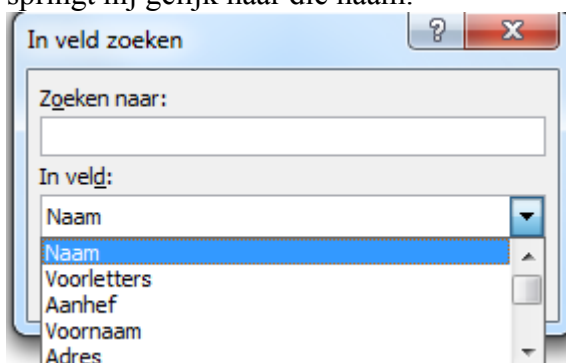 springt hij gelijk naar die naam.
In veld zoeken
Zoeken naar:
In veld:
Naam
Naam
Voorletters
Aanhef
Voornaam
Adres